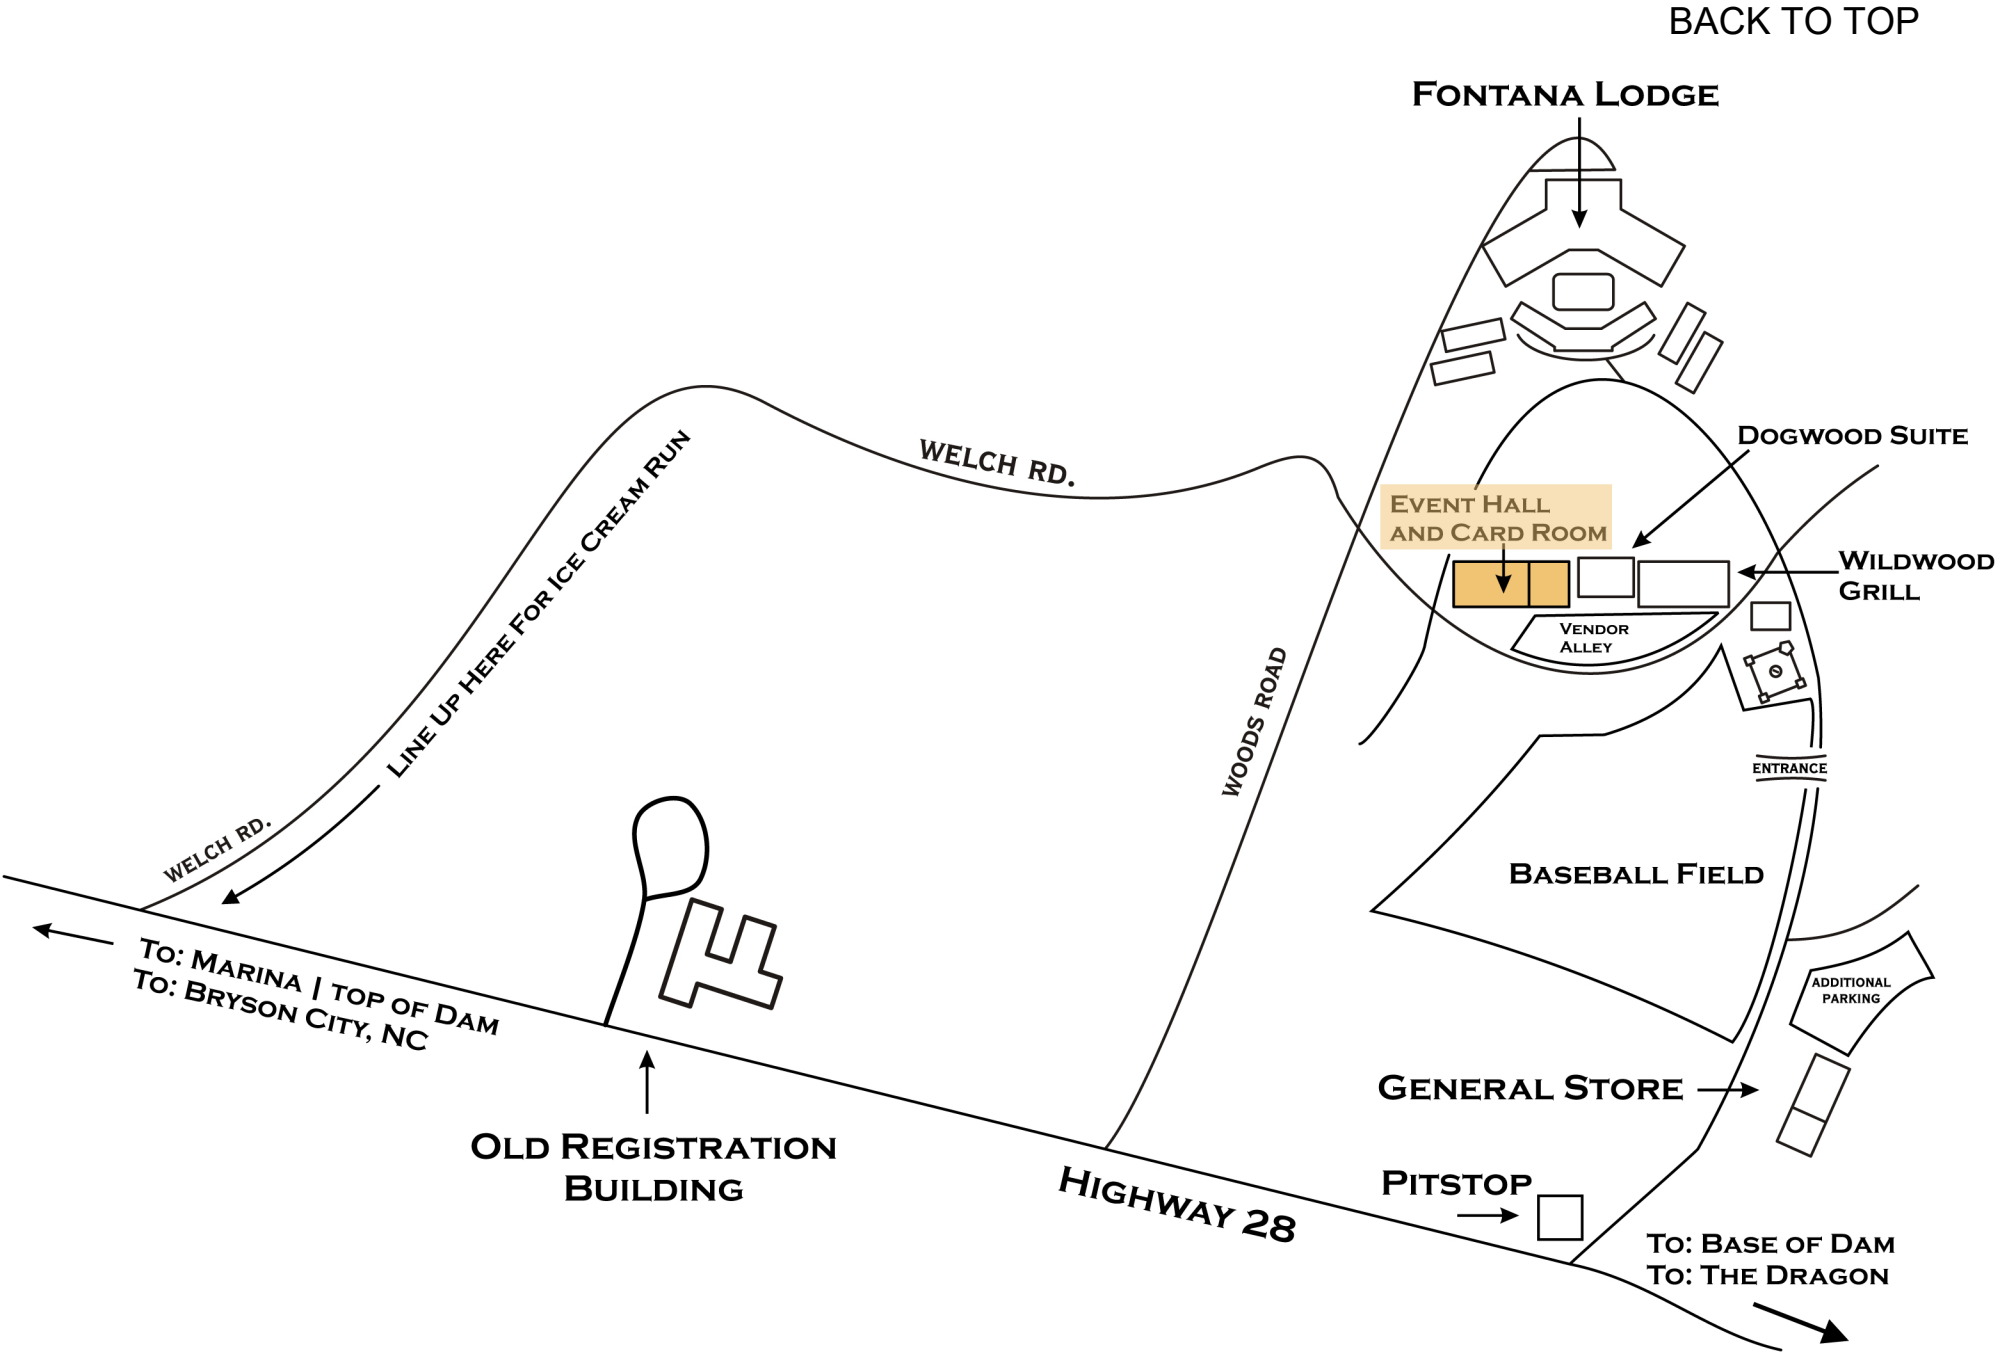 BACK TO TOP
FONTANA LODGE
DOGWOOD SUITE
WELCH RD.
EVENT HALL
AND CARD ROOM
WILDWOOD
GRILL
LINE UP HERE FOR ICE CREAM RUN
VENDOR
ALLEY
WOODS ROAD
ENTRANCE
WELCH RD.
BASEBALL FIELD
TO: MARINA | TOP OF DAM
TO: BRYSON CITY, NC
ADDITIONAL
PARKING
GENERAL STORE
OLD REGISTRATION
BUILDING
HIGHWAY 28
PITSTOP
TO: BASE OF DAM
TO: THE DRAGON